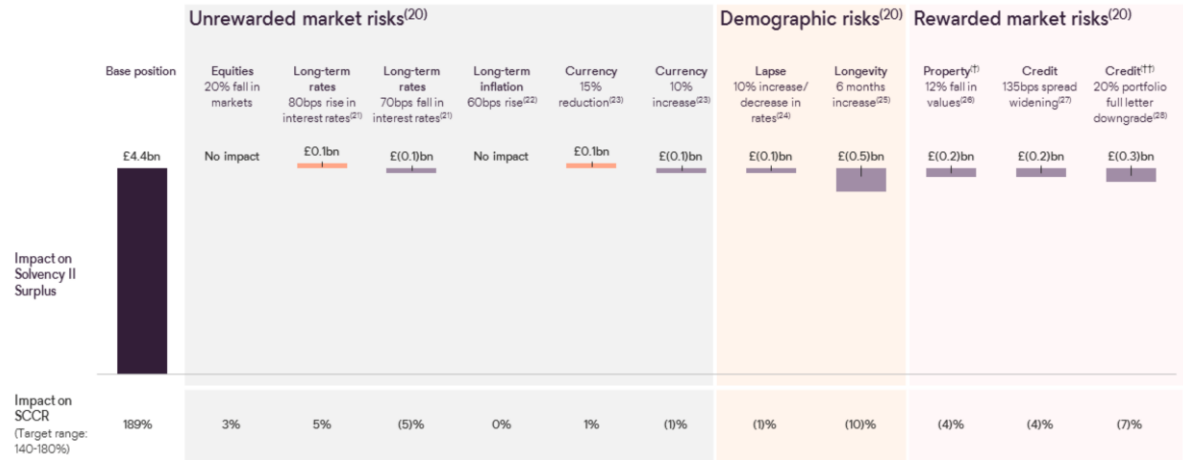 Unrewarded market risks(20)
Demographic risks(20)
Rewarded market risks(20)
Base position
Equities
20% fall in
markets
Long-term
rates
80bps rise in
interest rates(21)
Long-term
rates
70bps fall in
interest rates(21)
Long-term
inflation
60bps rise(22)
Currency
15%
reduction(23)
Currency
10%
increase(23)
Lapse
10% increase/
decrease in
rates(24)
Longevity
6 months
increase(25)
Property(†)
12% fall in
values(26)
Credit
135bps spread
widening(27)
Credit(††)
20% portfolio
full letter
downgrade(28)
£4.4bn
No impact
£0.1bn
£(0.1)bn
No impact
£0.1bn
£(0.1)bn
£(0.1)bn
£(0.5)bn
£(0.2)bn
£(0.2)bn
£(0.3)bn
Impact on
Solvency II
Surplus
Impact on
SCCR
(Target range:
140-180%)
189%
3%
5%
(5)%
0%
1%
(1)%
(1)%
(10)%
(4)%
(4)%
(7)%